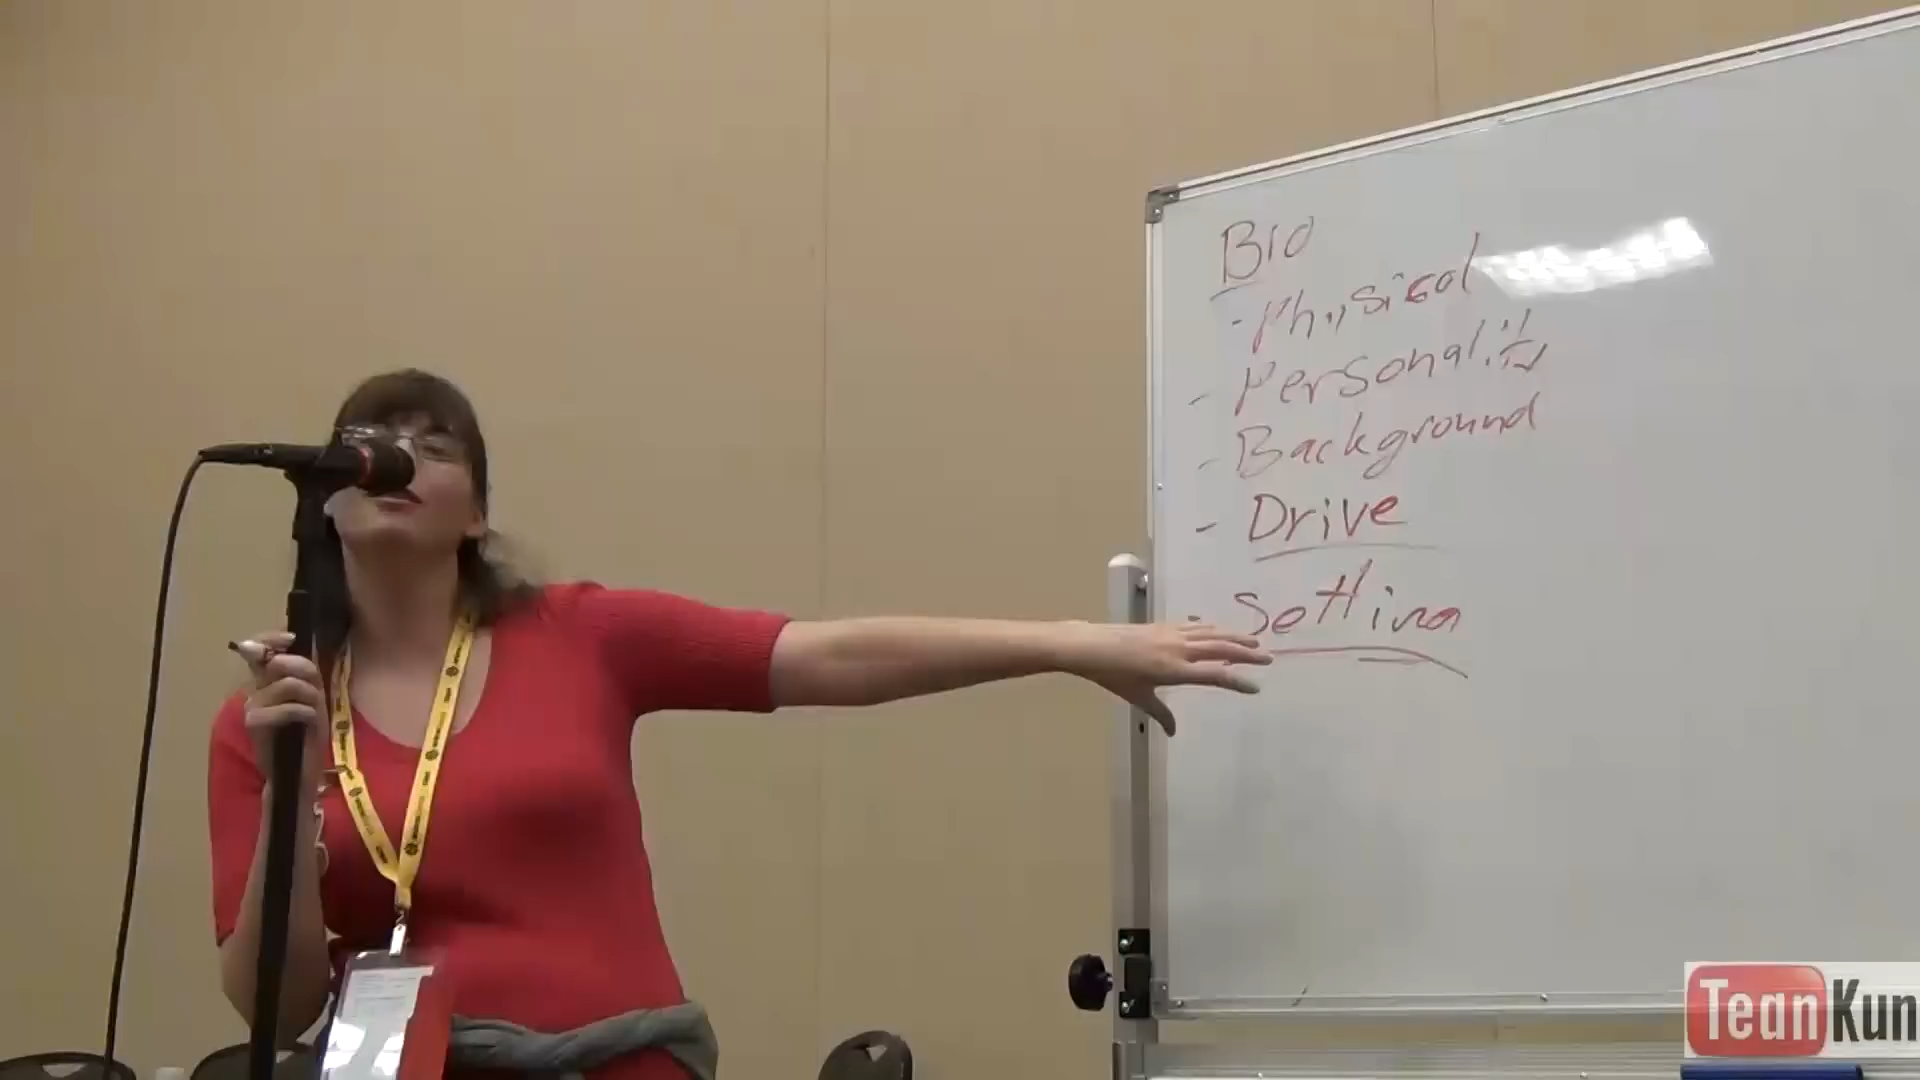 Bio
- Physical
- Personality
- Background
- Drive
- Setting
TeanKun